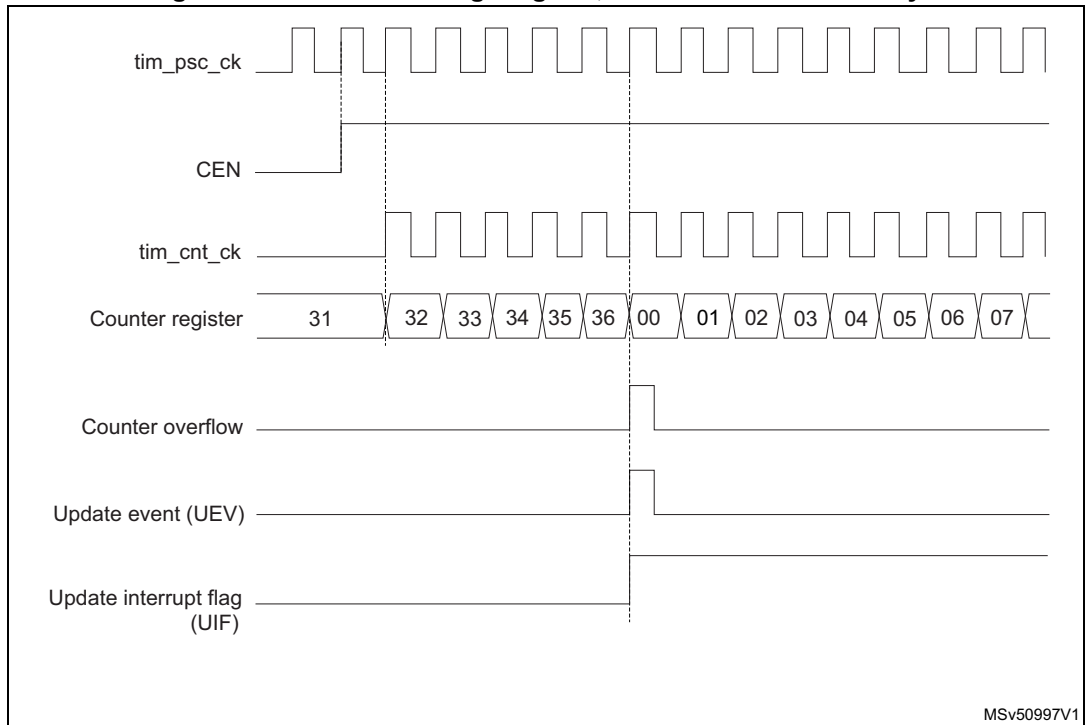 tim_psc_ck
CEN
tim_cnt_ck
Counter register 31 32 33 34 35 36 00 01 02 03 04 05 06 07
Counter overflow
Update event (UEV)
Update interrupt flag
(UIF)
MSv50997V1